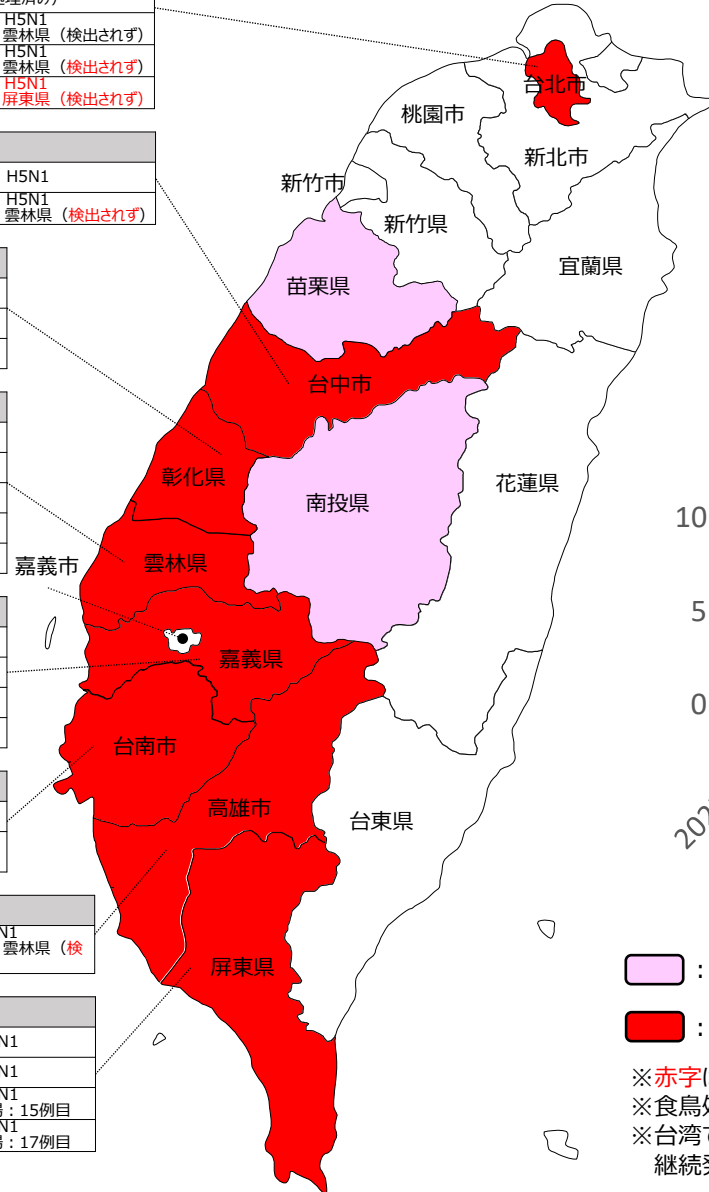 H5N1
雲林県（検出されず）
H5N1
雲林県（検出されず）
H5N1
屏東県（検出されず）
H5N1
H5N1
雲林県（検出されず）
台北市
桃園市
新北市
新竹市
新竹県
宜蘭県
苗栗県
台中市
彰化県
南投県
花蓮県
雲林県
嘉義市
嘉義県
台南市
高雄市
台東県
屏東県
N1
雲林県（検
N1
N1
N1
：15例目
N1
：17例目
10
5
0
202
：
：
※赤字
※食鳥
※台湾
継続